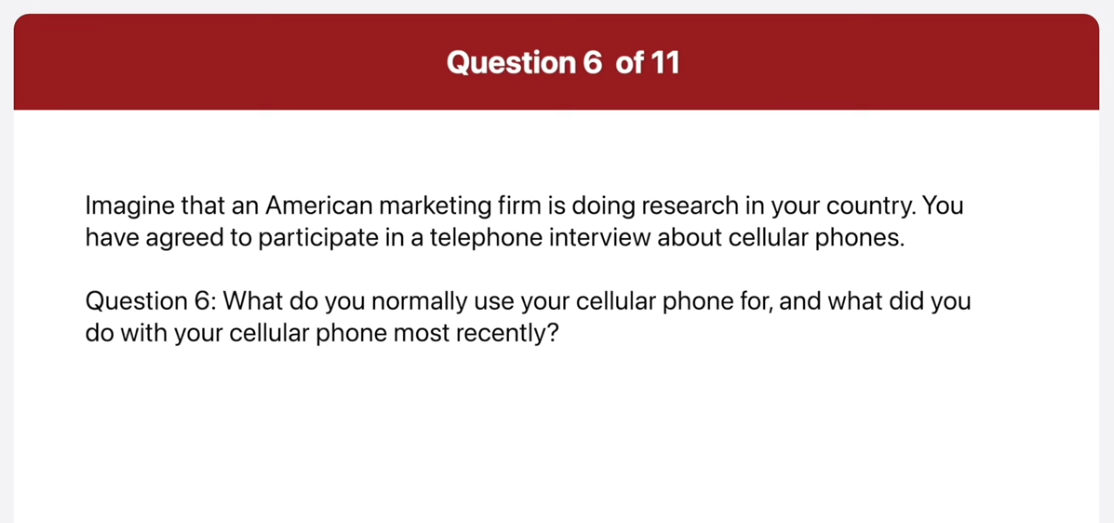 Question 6 of 11
Imagine that an American marketing firm is doing research in your country. You
have agreed to participate in a telephone interview about cellular phones.
Question 6: What do you normally use your cellular phone for, and what did you
do with your cellular phone most recently?